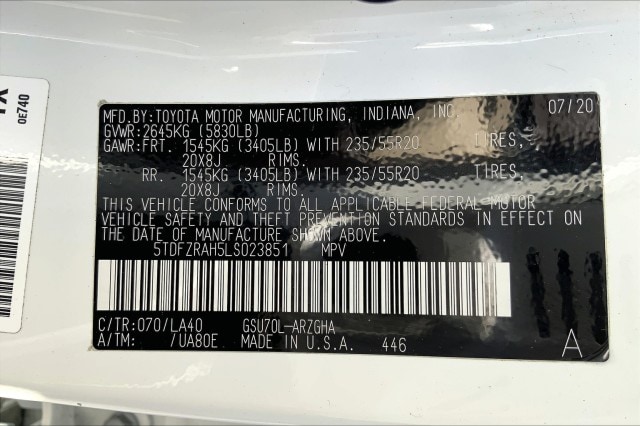 MFD.BY:TOYOTA MOTOR MANUFACTURING, INDIANA, INC. 07/20
GVWR:2645KG (5830LB)
GAWR:FRT. 1545KG (3405LB) WITH 235/55R20 TIRES,
20X8J RIMS.
RR. 1545KG (3405LB) WITH 235/55R20 TIRES,
20X8J RIMS.
THIS VEHICLE CONFORMS TO ALL APPLICABLE FEDERAL MOTOR
VEHICLE SAFETY AND THEFT PREVENTION STANDARDS IN EFFECT ON
THE DATE OF MANUFACTURE SHOWN ABOVE.
5TDFZRAH5LS023851 MPV
C/TR:070/LA40 GSU70L-ARZGHA
A/TM: /UA80E MADE IN U.S.A. 446 A
0E740